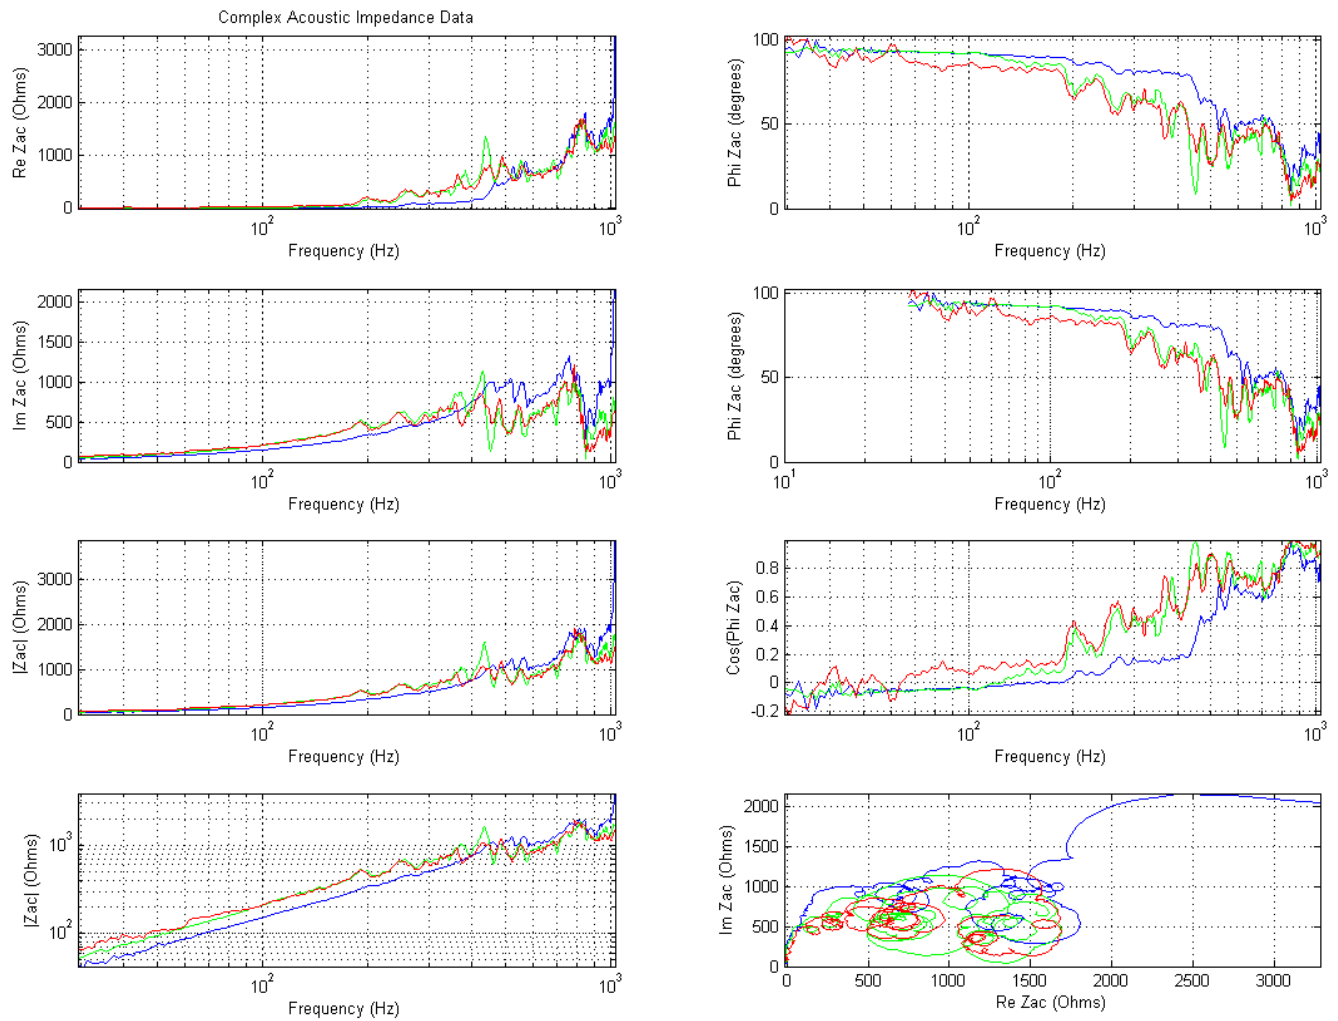 Complex Acoustic Impedance Data
Re Zac (Ohms)
3000
2000
1000
0
10^2
10^3
Frequency (Hz)
Phi Zac (degrees)
100
50
0
10^2
10^3
Frequency (Hz)
Im Zac (Ohms)
2000
1500
1000
500
0
10^2
10^3
Frequency (Hz)
Phi Zac (degrees)
100
50
0
10^1
10^2
10^3
Frequency (Hz)
|Zac| (Ohms)
3000
2000
1000
0
10^2
10^3
Frequency (Hz)
Cos(Phi Zac)
0.8
0.6
0.4
0.2
0
-0.2
10^2
10^3
Frequency (Hz)
|Zac| (Ohms)
10^3
10^2
10^2
10^3
Frequency (Hz)
Im Zac (Ohms)
2000
1500
1000
500
0
0 500 1000 1500 2000 2500 3000
Re Zac (Ohms)